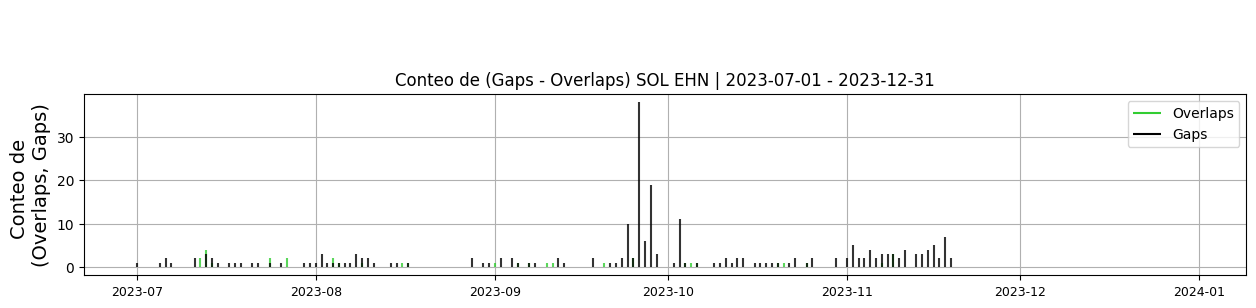 Conteo de (Gaps - Overlaps) SOL EHN | 2023-07-01 - 2023-12-31
Conteo de
(Overlaps, Gaps)
30
20
10
0
Overlaps
Gaps
2023-07
2023-08
2023-09
2023-10
2023-11
2023-12
2024-01